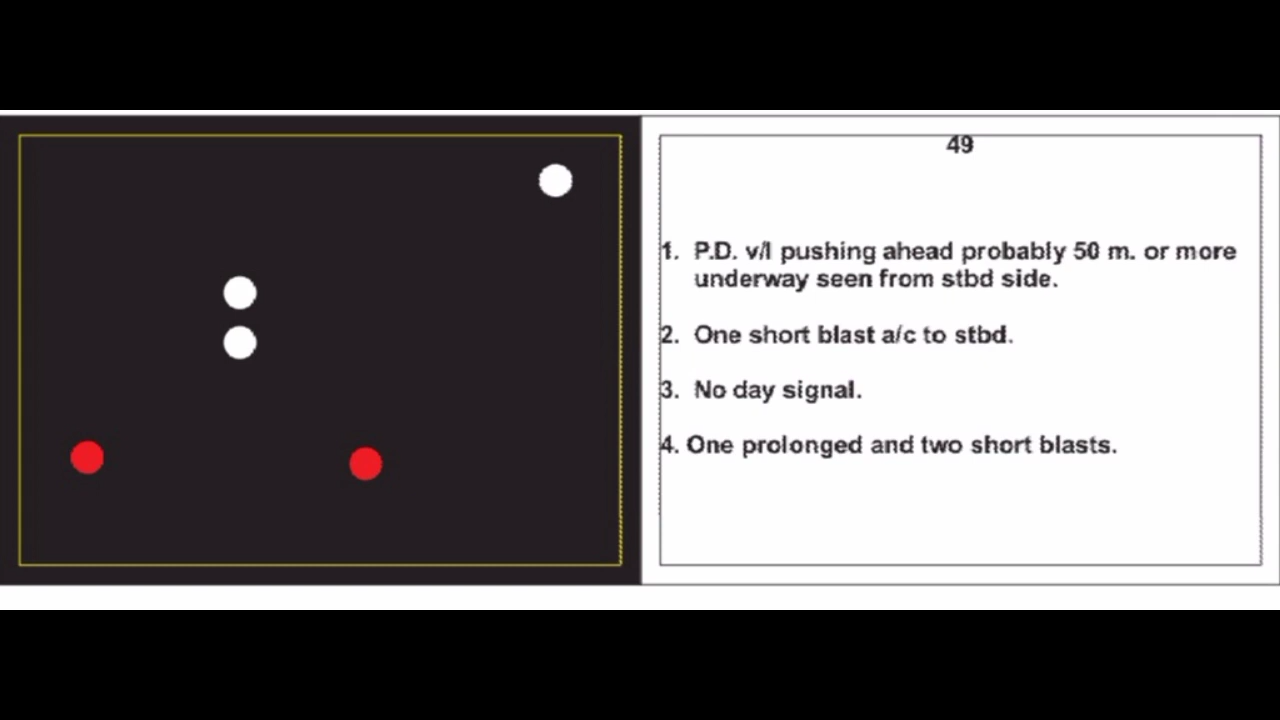 49
1. P.D. v/l pushing ahead probably 50 m. or more
underway seen from stbd side.
2. One short blast a/c to stbd.
3. No day signal.
4. One prolonged and two short blasts.